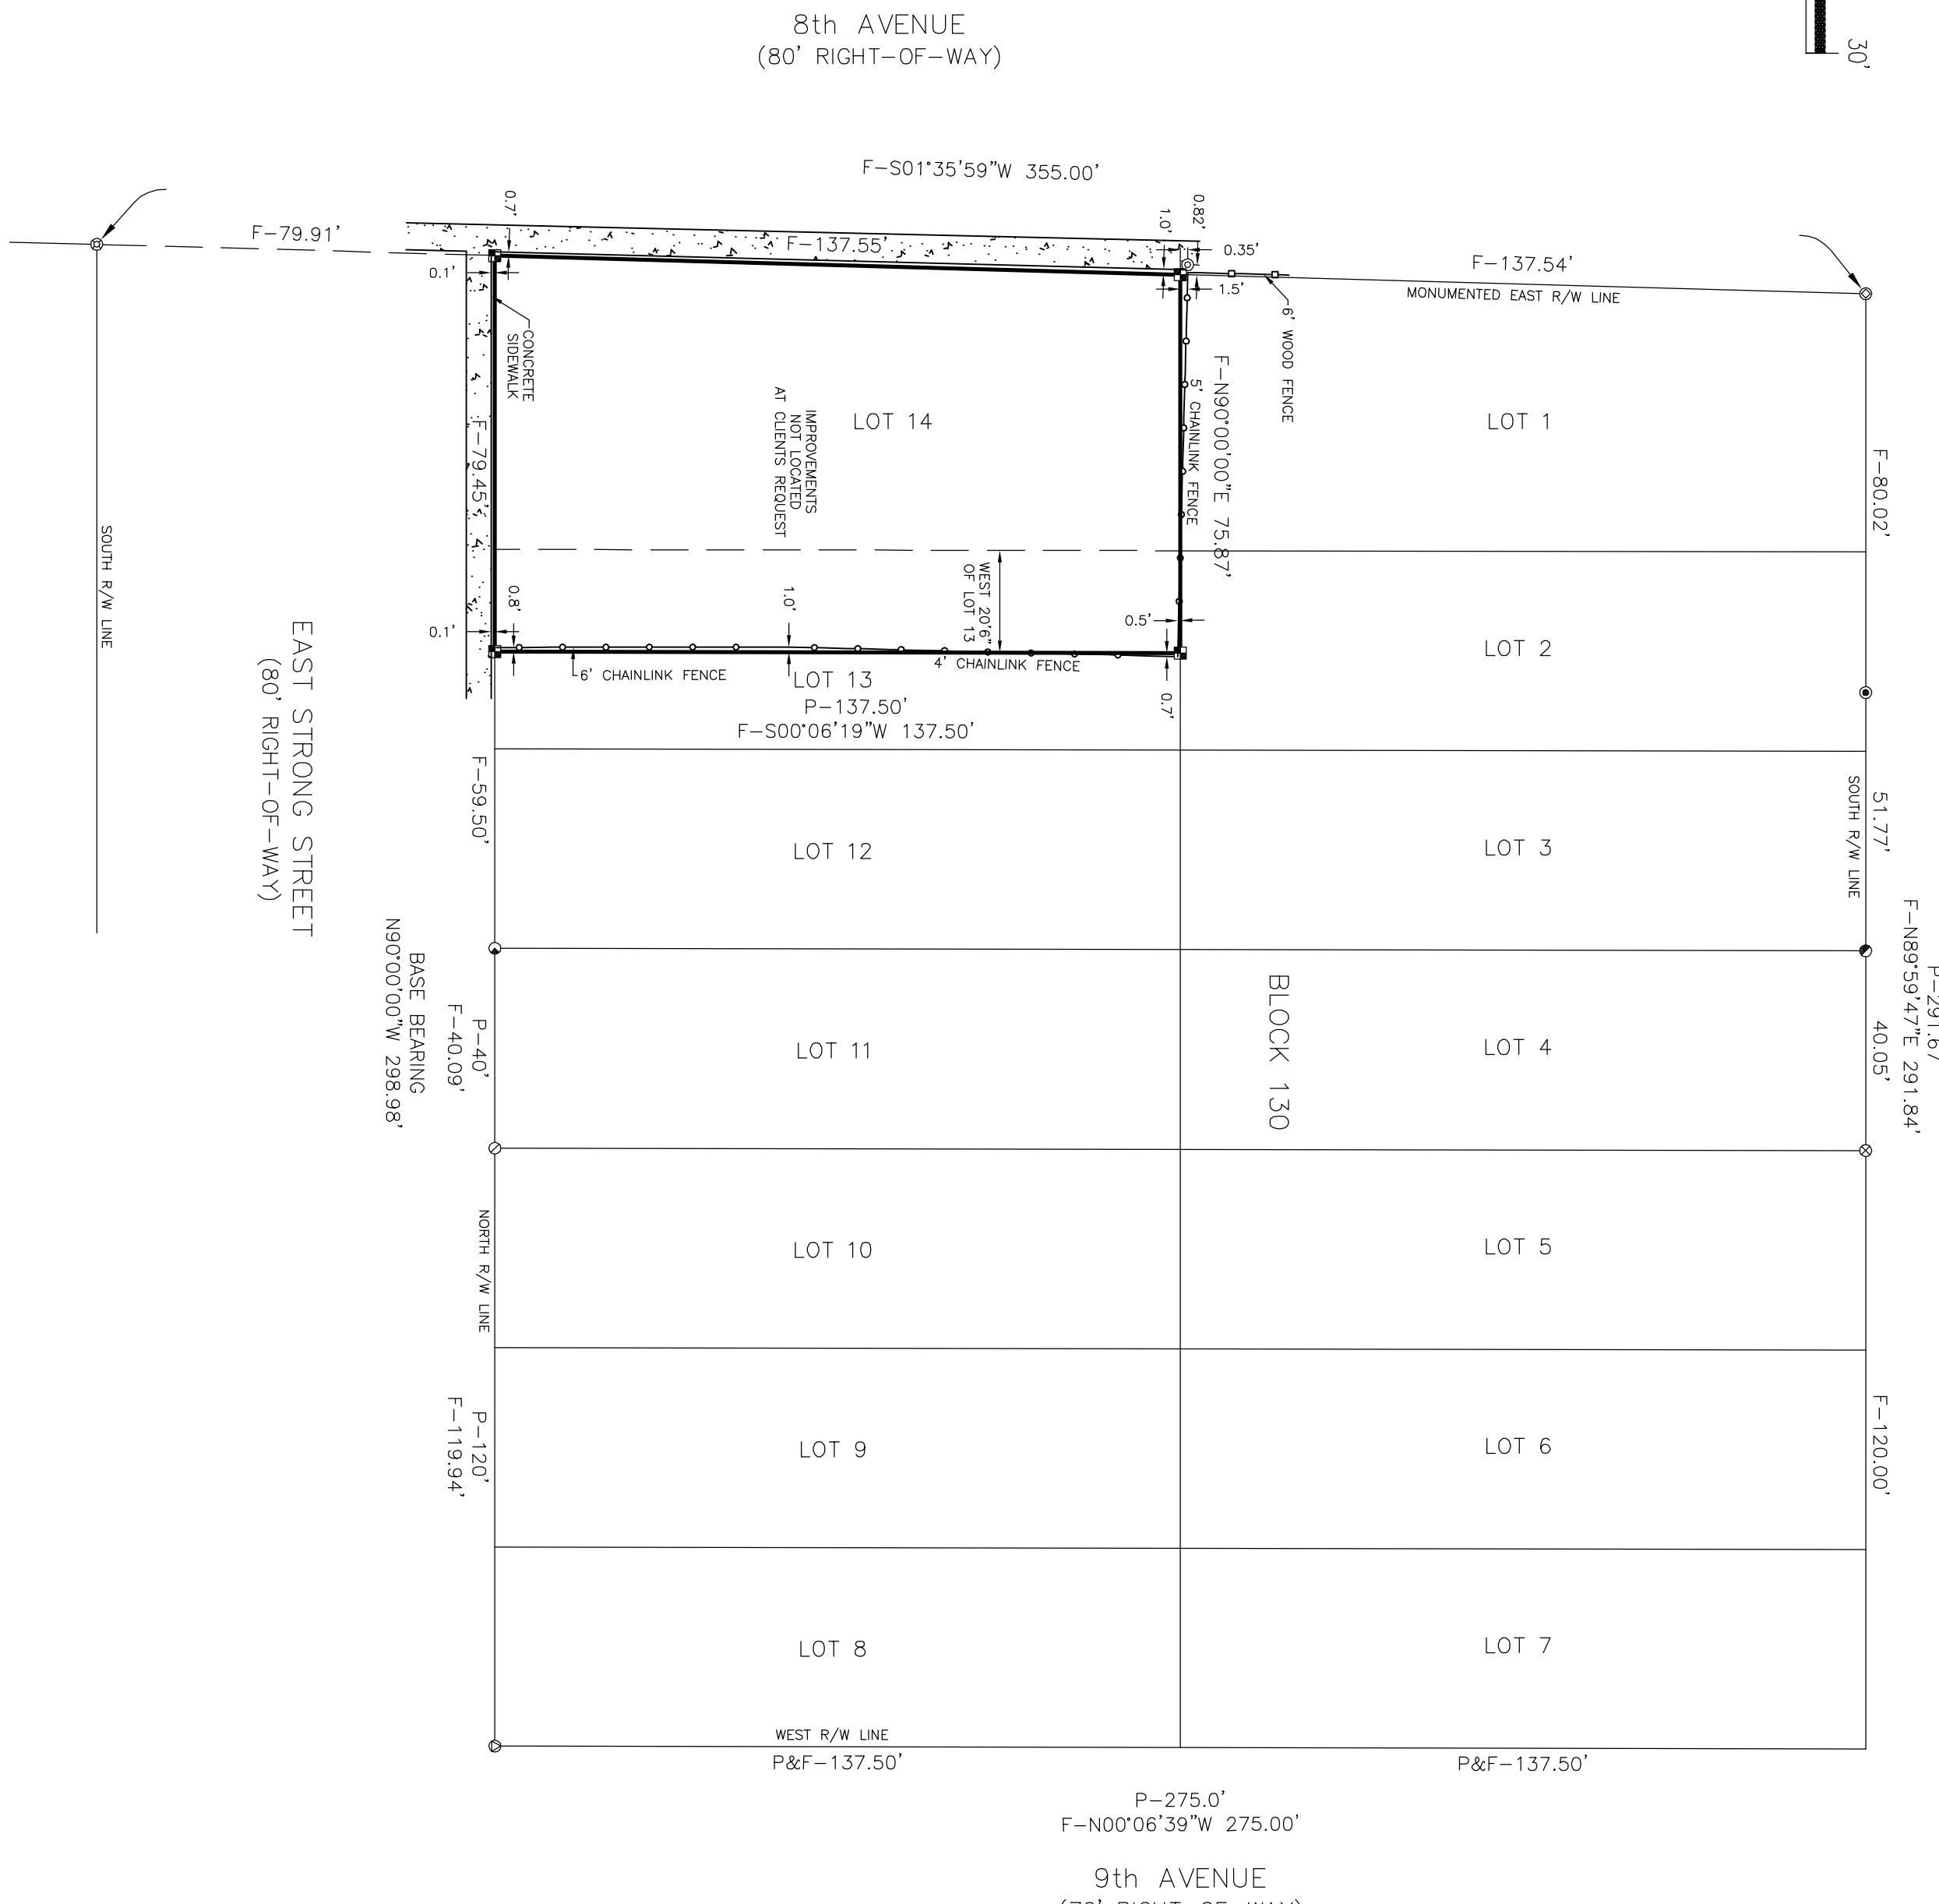 8th AVENUE
(80' RIGHT-OF-WAY)
30'
F-S01°35'59"W 355.00'
F-79.91'
0.7'
F-137.55'
1.0'
0.82'
0.35'
1.5'
F-137.54'
MONUMENTED EAST R/W LINE
0.1'
CONCRETE
SIDEWALK
6' WOOD FENCE
5' CHAINLINK FENCE
F-N90°00'00"E 75.87'
LOT 14
LOT 1
IMPROVEMENTS
NOT LOCATED
AT CLIENTS REQUEST
F-79.45'
F-80.02'
SOUTH R/W LINE
WEST 20'6"
OF LOT 13
0.8'
1.0'
0.5'
0.1'
6' CHAINLINK FENCE
4' CHAINLINK FENCE
0.7'
LOT 2
LOT 13
P-137.50'
F-S00°06'19"W 137.50'
EAST STRONG STREET
(80' RIGHT-OF-WAY)
F-59.50'
LOT 12
LOT 3
SOUTH R/W LINE
51.77'
P-291.67
F-N89°59'47"E 291.84'
BASE BEARING
N90°00'00"W 298.98'
P-40'
F-40.09'
LOT 11
BLOCK 130
LOT 4
40.05'
NORTH R/W LINE
LOT 10
LOT 5
P-120'
F-119.94'
LOT 9
LOT 6
F-120.00'
LOT 8
LOT 7
WEST R/W LINE
P&F-137.50'
P&F-137.50'
P-275.0'
F-N00°06'39"W 275.00'
9th AVENUE